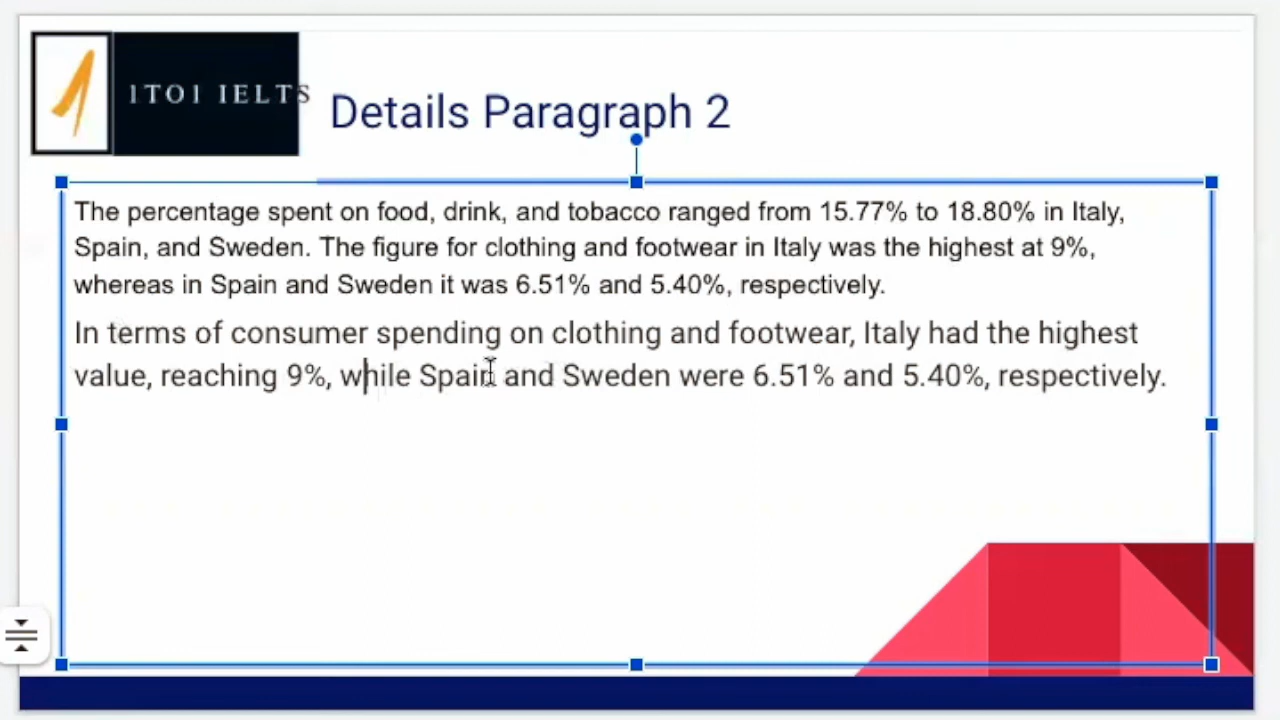 1TO1 IELTS
Details Paragraph 2
The percentage spent on food, drink, and tobacco ranged from 15.77% to 18.80% in Italy,
Spain, and Sweden. The figure for clothing and footwear in Italy was the highest at 9%,
whereas in Spain and Sweden it was 6.51% and 5.40%, respectively.
In terms of consumer spending on clothing and footwear, Italy had the highest
value, reaching 9%, while Spain and Sweden were 6.51% and 5.40%, respectively.